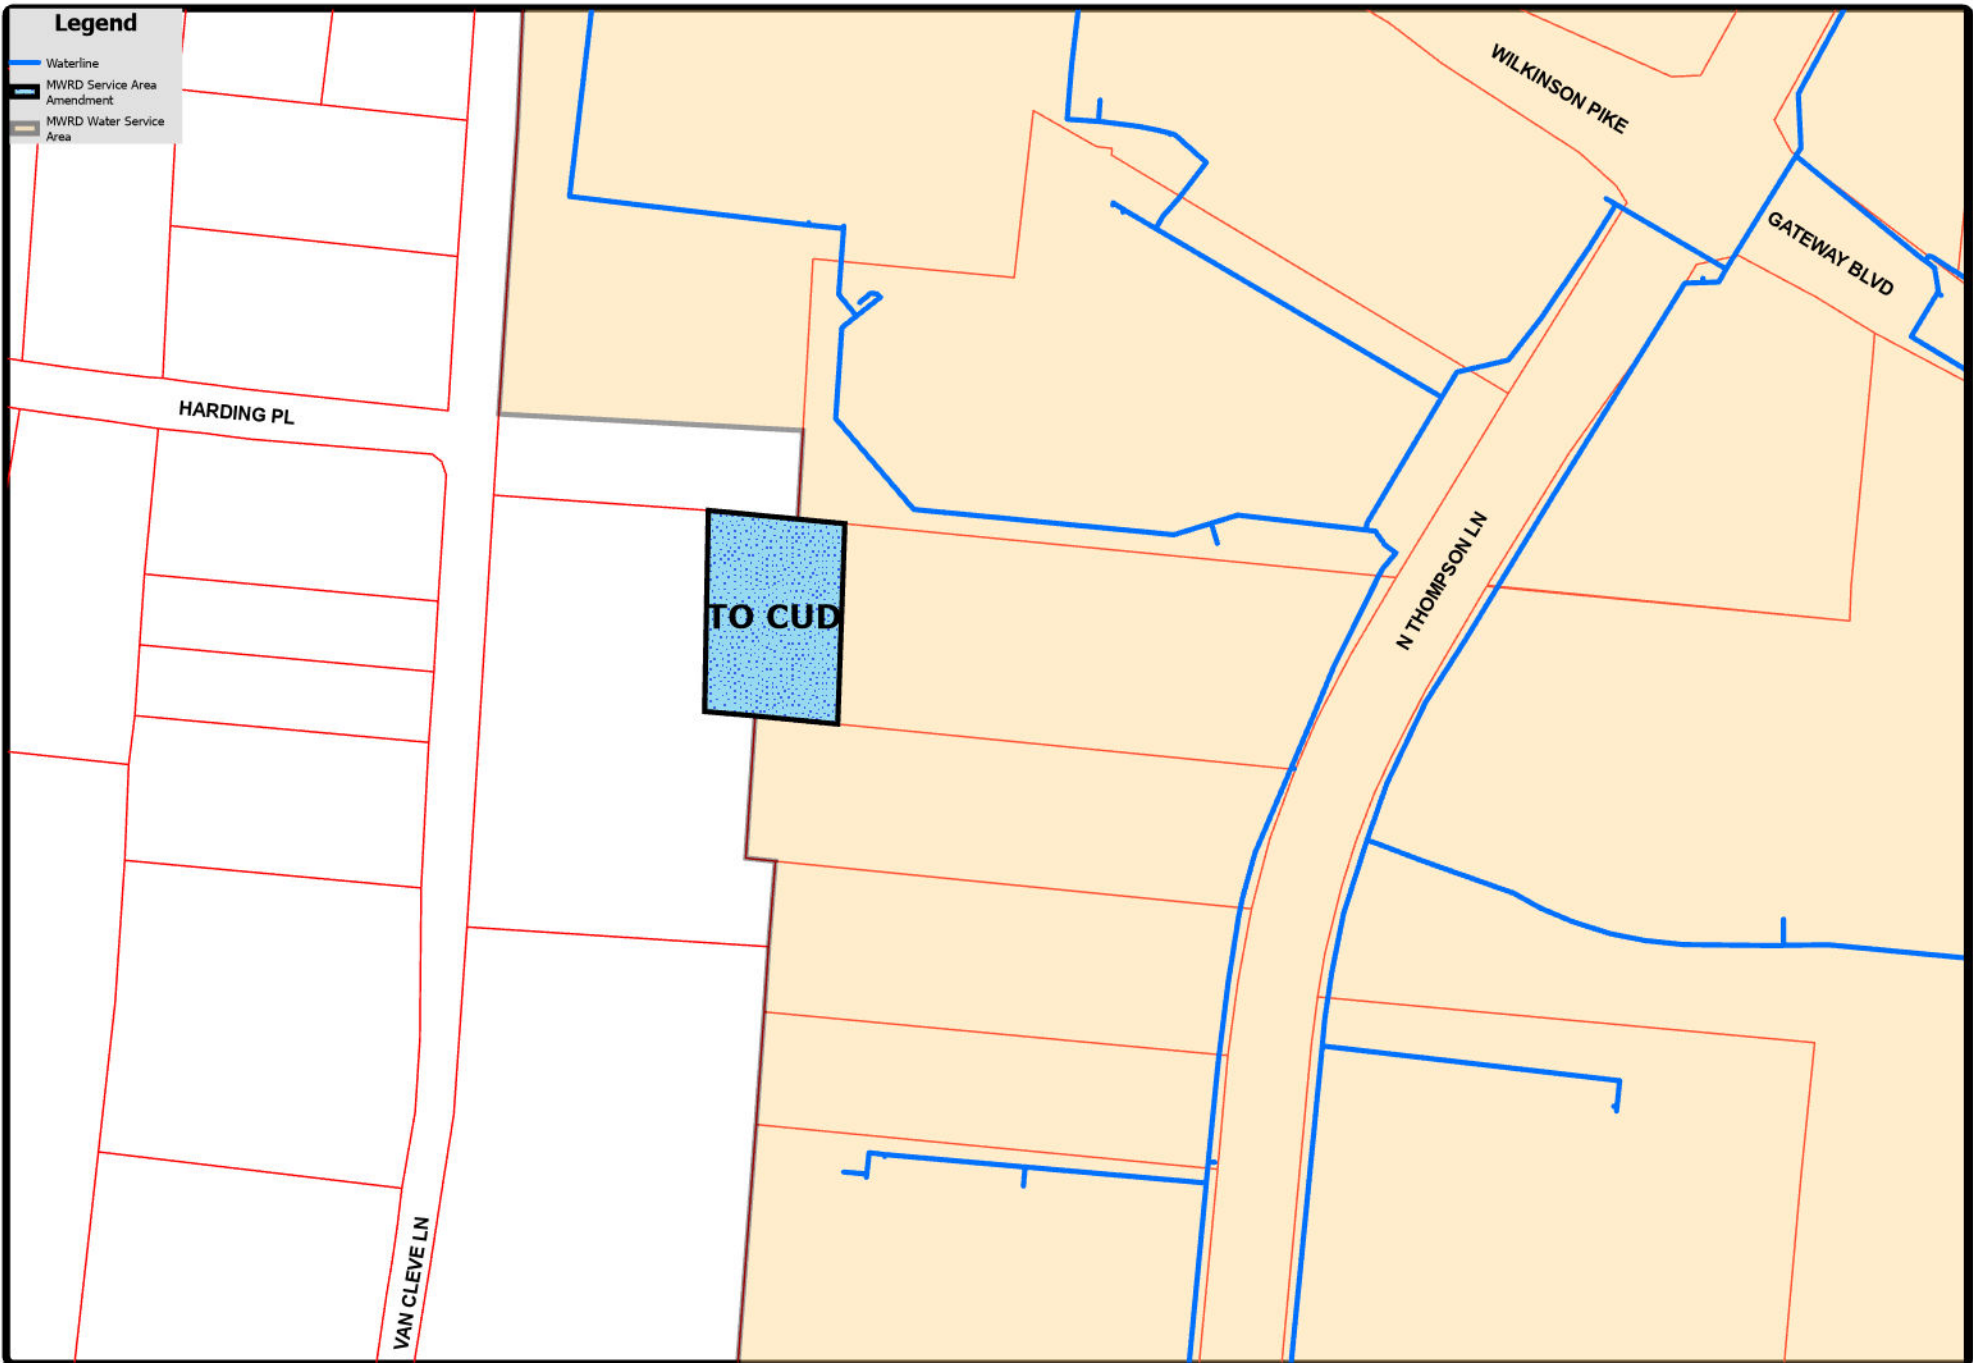 Legend
Waterline
MWRD Service Area
Amendment
MWRD Water Service
Area
WILKINSON PIKE
GATEWAY BLVD
HARDING PL
N THOMPSON LN
TO CUD
VAN CLEVE LN